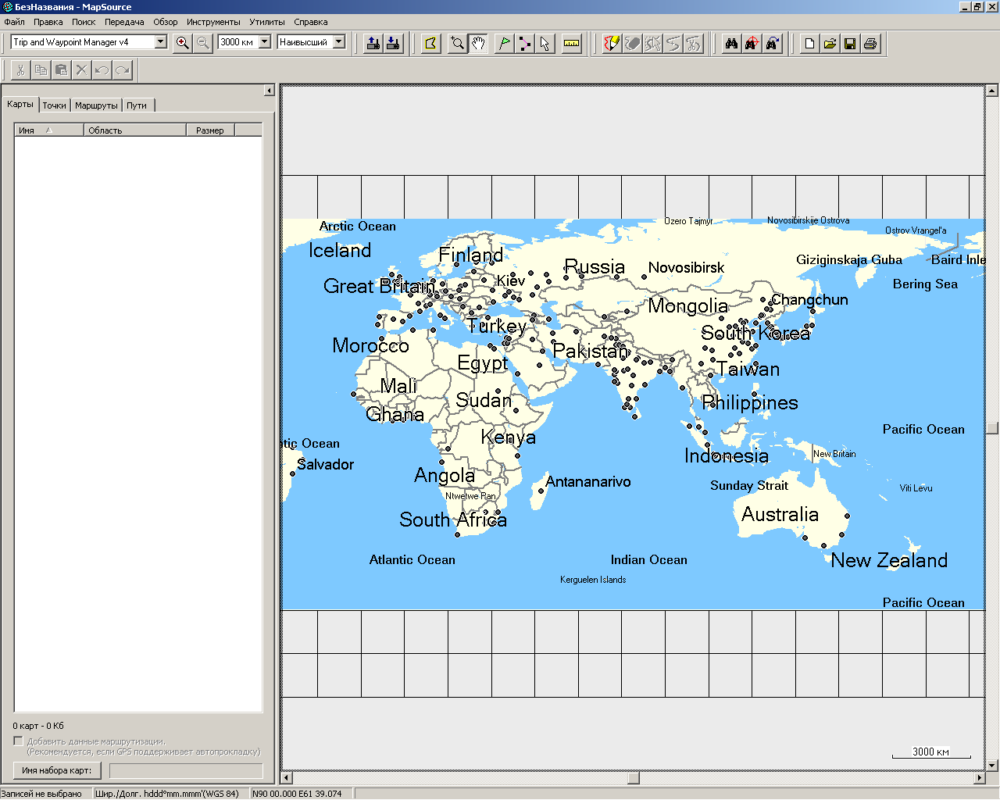 БезНазвания - MapSource
Файл Правка Поиск Передача Обзор Инструменты Утилиты Справка
Trip and Waypoint Manager v4 3000 км Наивысший
Карты Точки Маршруты Пути
Имя Область Размер
Ozero Tajmyr Novosibirskije Ostrova
Arctic Ocean Ostrov Vrangel'a
Iceland Finland Russia Novosibirsk Giziginskaja Guba Baird Inle
Great Britain Kiev Bering Sea
Mongolia Changchun
Turkey South Korea
Morocco Pakistan
Egypt Taiwan
Mali
Sudan Philippines
Ghana
Kenya Pacific Ocean
ntic Ocean Indonesia New Britain
Salvador
Angola Antananarivo
Sunday Strait Viti Levu
Ntwetwe Pan
South Africa Australia
Atlantic Ocean Indian Ocean New Zealand
Kerguelen Islands
Pacific Ocean
3000 км
0 карт - 0 Кб
Добавить данные маршрутизации.
(Рекомендуется, если GPS поддерживает автопрокладку)
Имя набора карт:
Записей не выбрано Шир./Долг. hddd°mm.mmm'(WGS 84) N90 00.000 E61 39.074